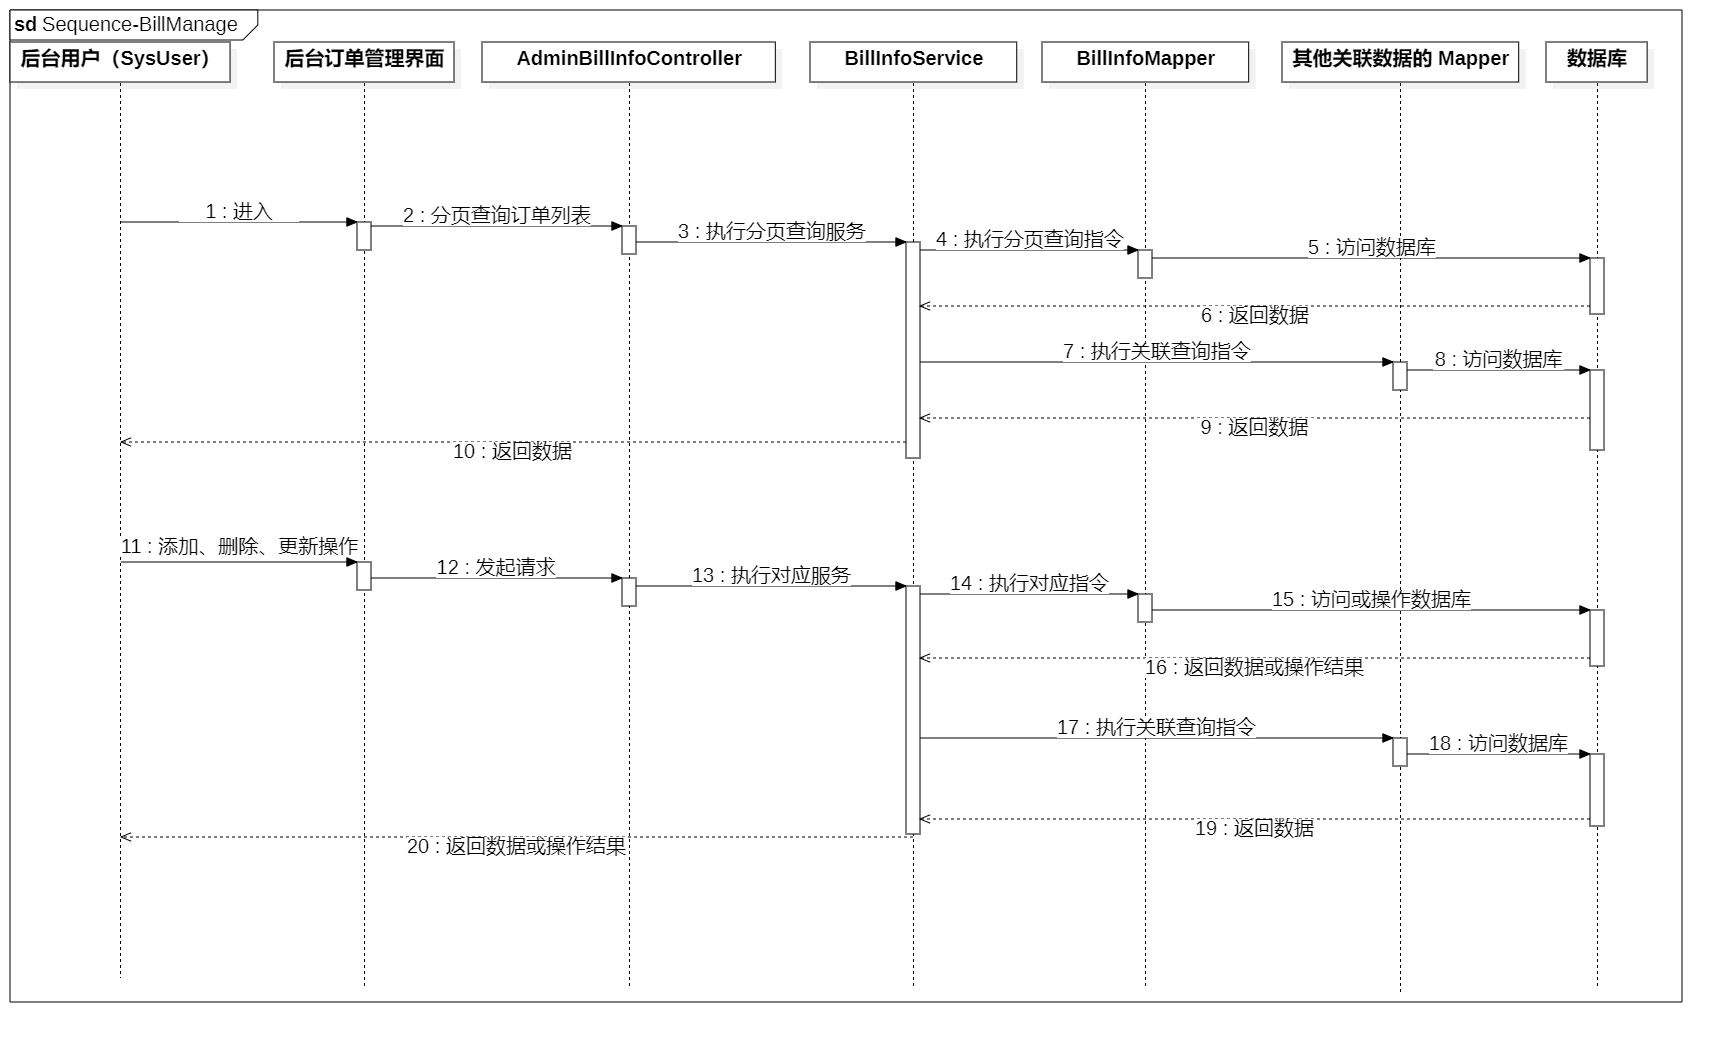 sd Sequence-BillManage
后台用户（SysUser）
后台订单管理界面
AdminBillInfoController
BillInfoService
BillInfoMapper
其他关联数据的 Mapper
数据库
1 : 进入
2 : 分页查询订单列表
3 : 执行分页查询服务
4 : 执行分页查询指令
5 : 访问数据库
6 : 返回数据
7 : 执行关联查询指令
8 : 访问数据库
9 : 返回数据
10 : 返回数据
11 : 添加、删除、更新操作
12 : 发起请求
13 : 执行对应服务
14 : 执行对应指令
15 : 访问或操作数据库
16 : 返回数据或操作结果
17 : 执行关联查询指令
18 : 访问数据库
19 : 返回数据
20 : 返回数据或操作结果